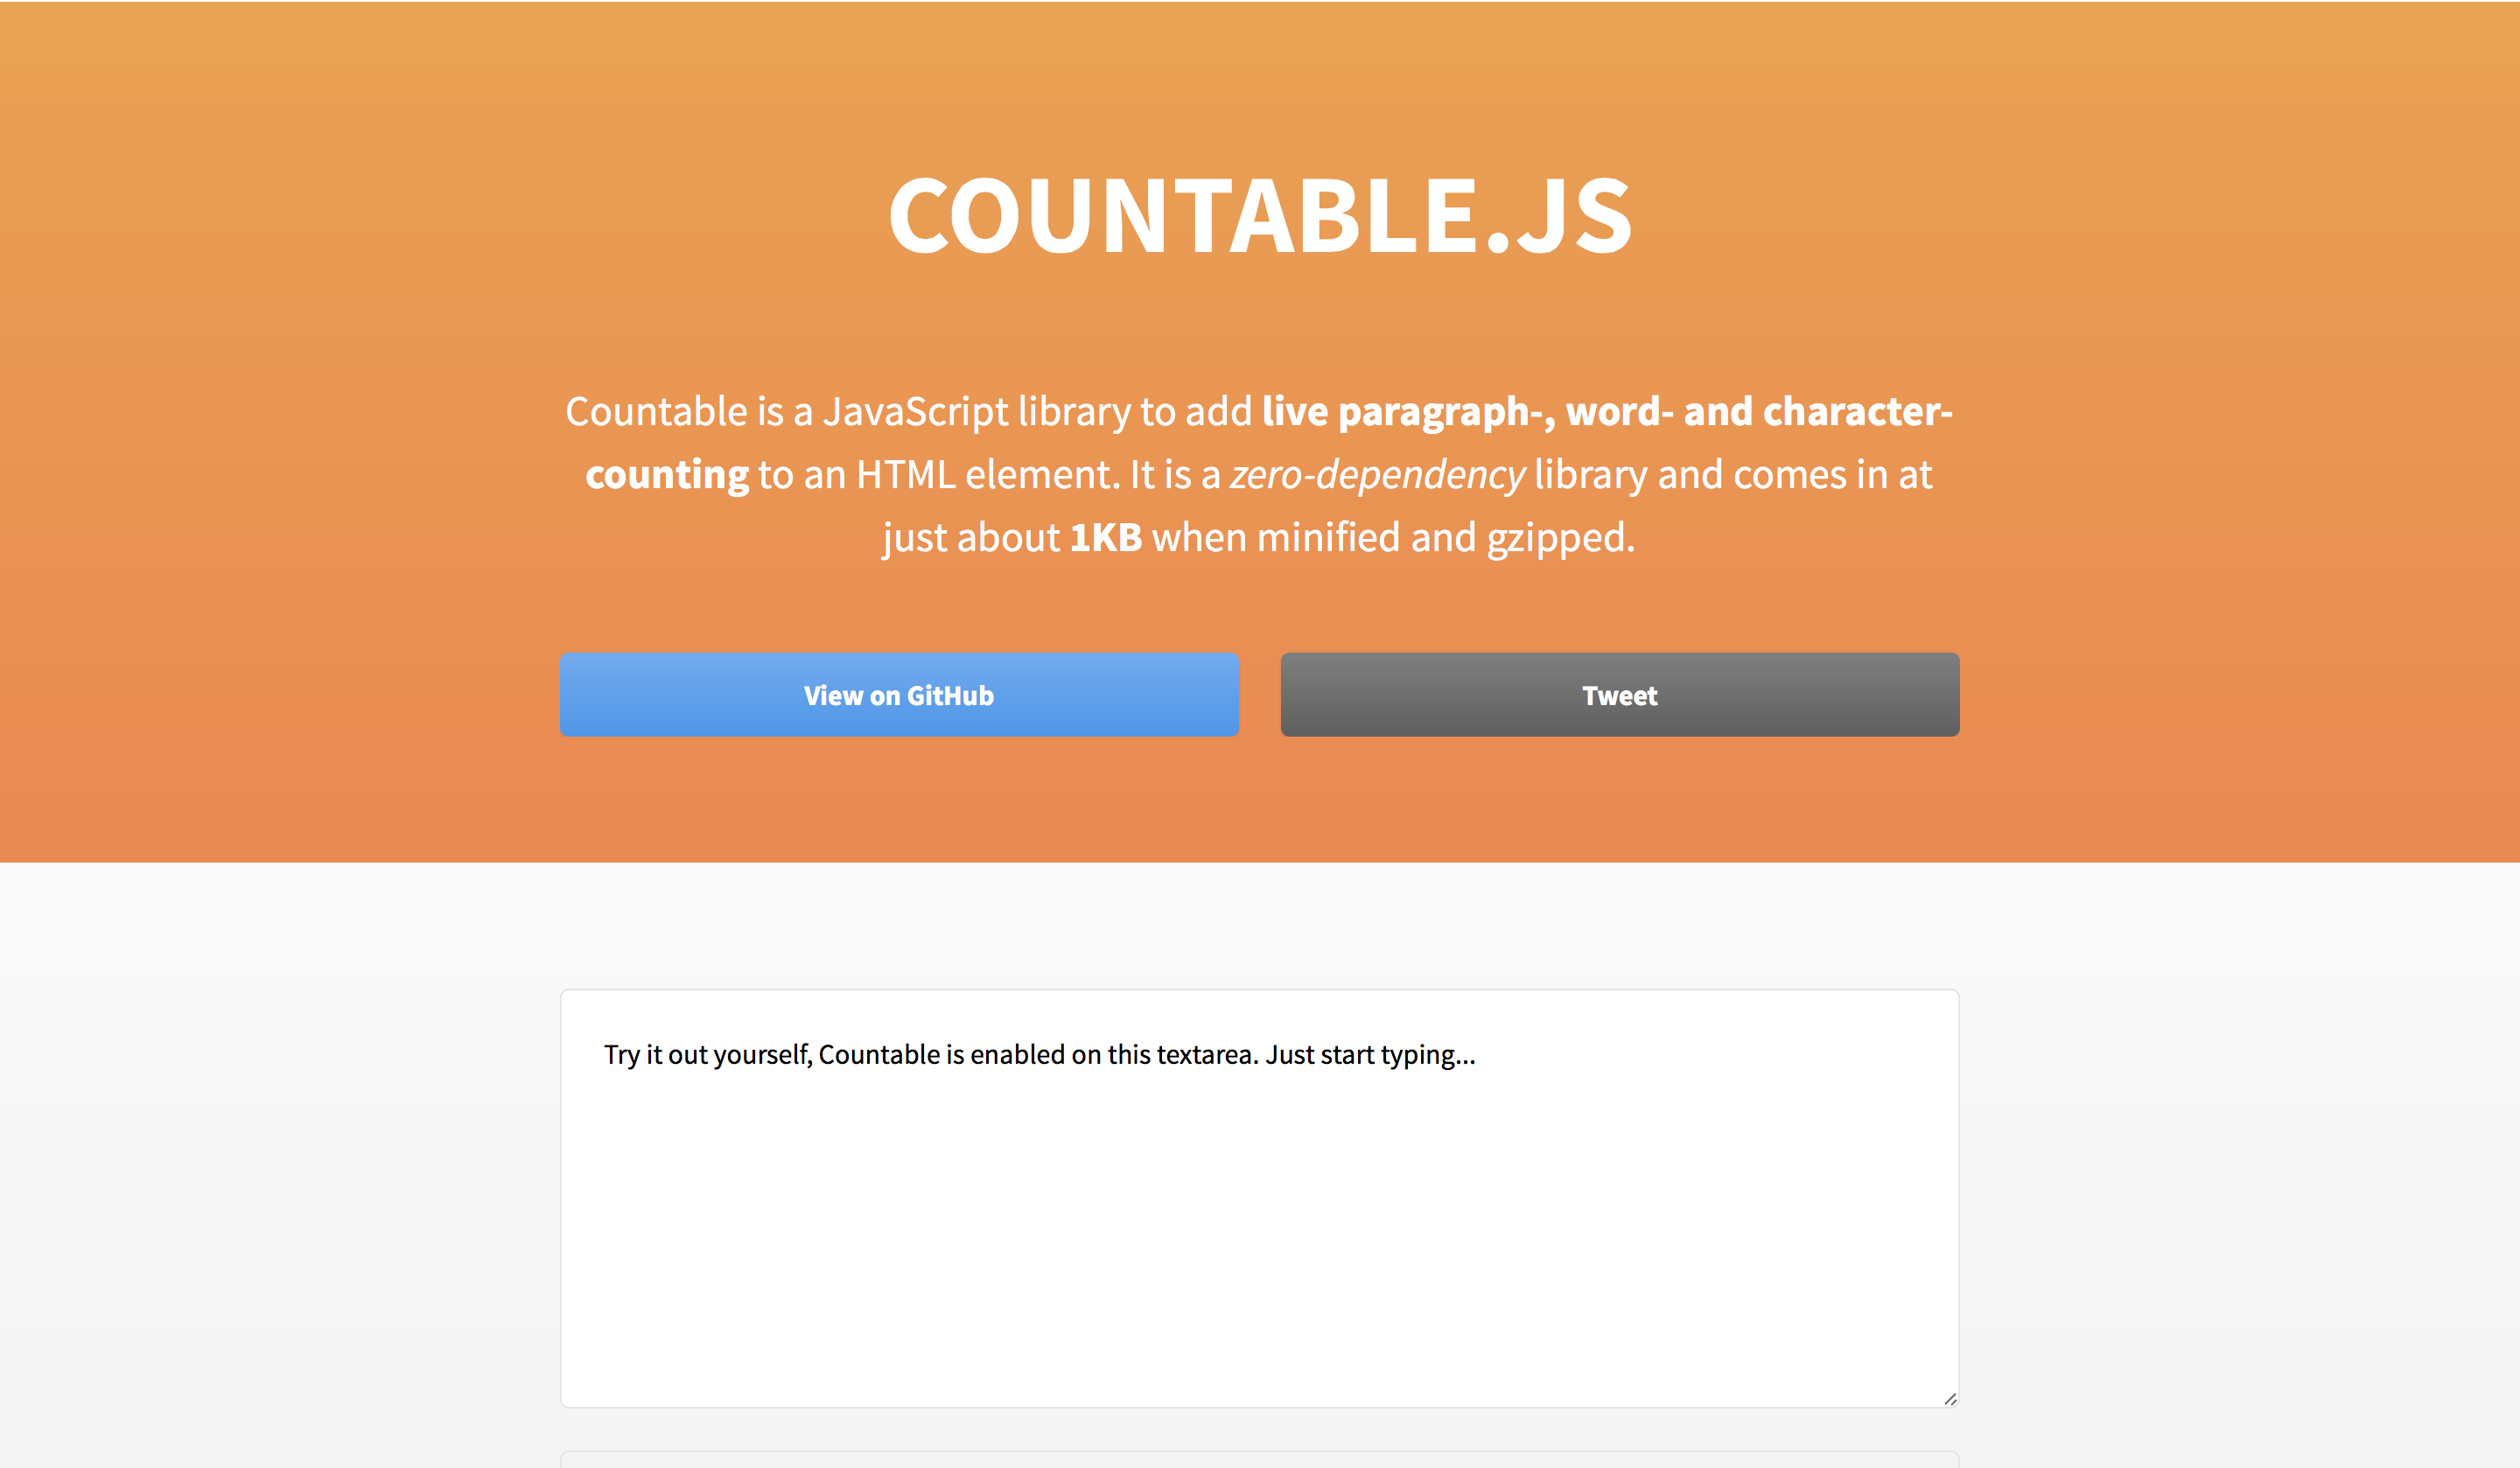 COUNTABLE.JS
Countable is a JavaScript library to add live paragraph-, word- and character-
counting to an HTML element. It is a zero-dependency library and comes in at
just about 1KB when minified and gzipped.
View on GitHub
Tweet
Try it out yourself, Countable is enabled on this textarea. Just start typing...